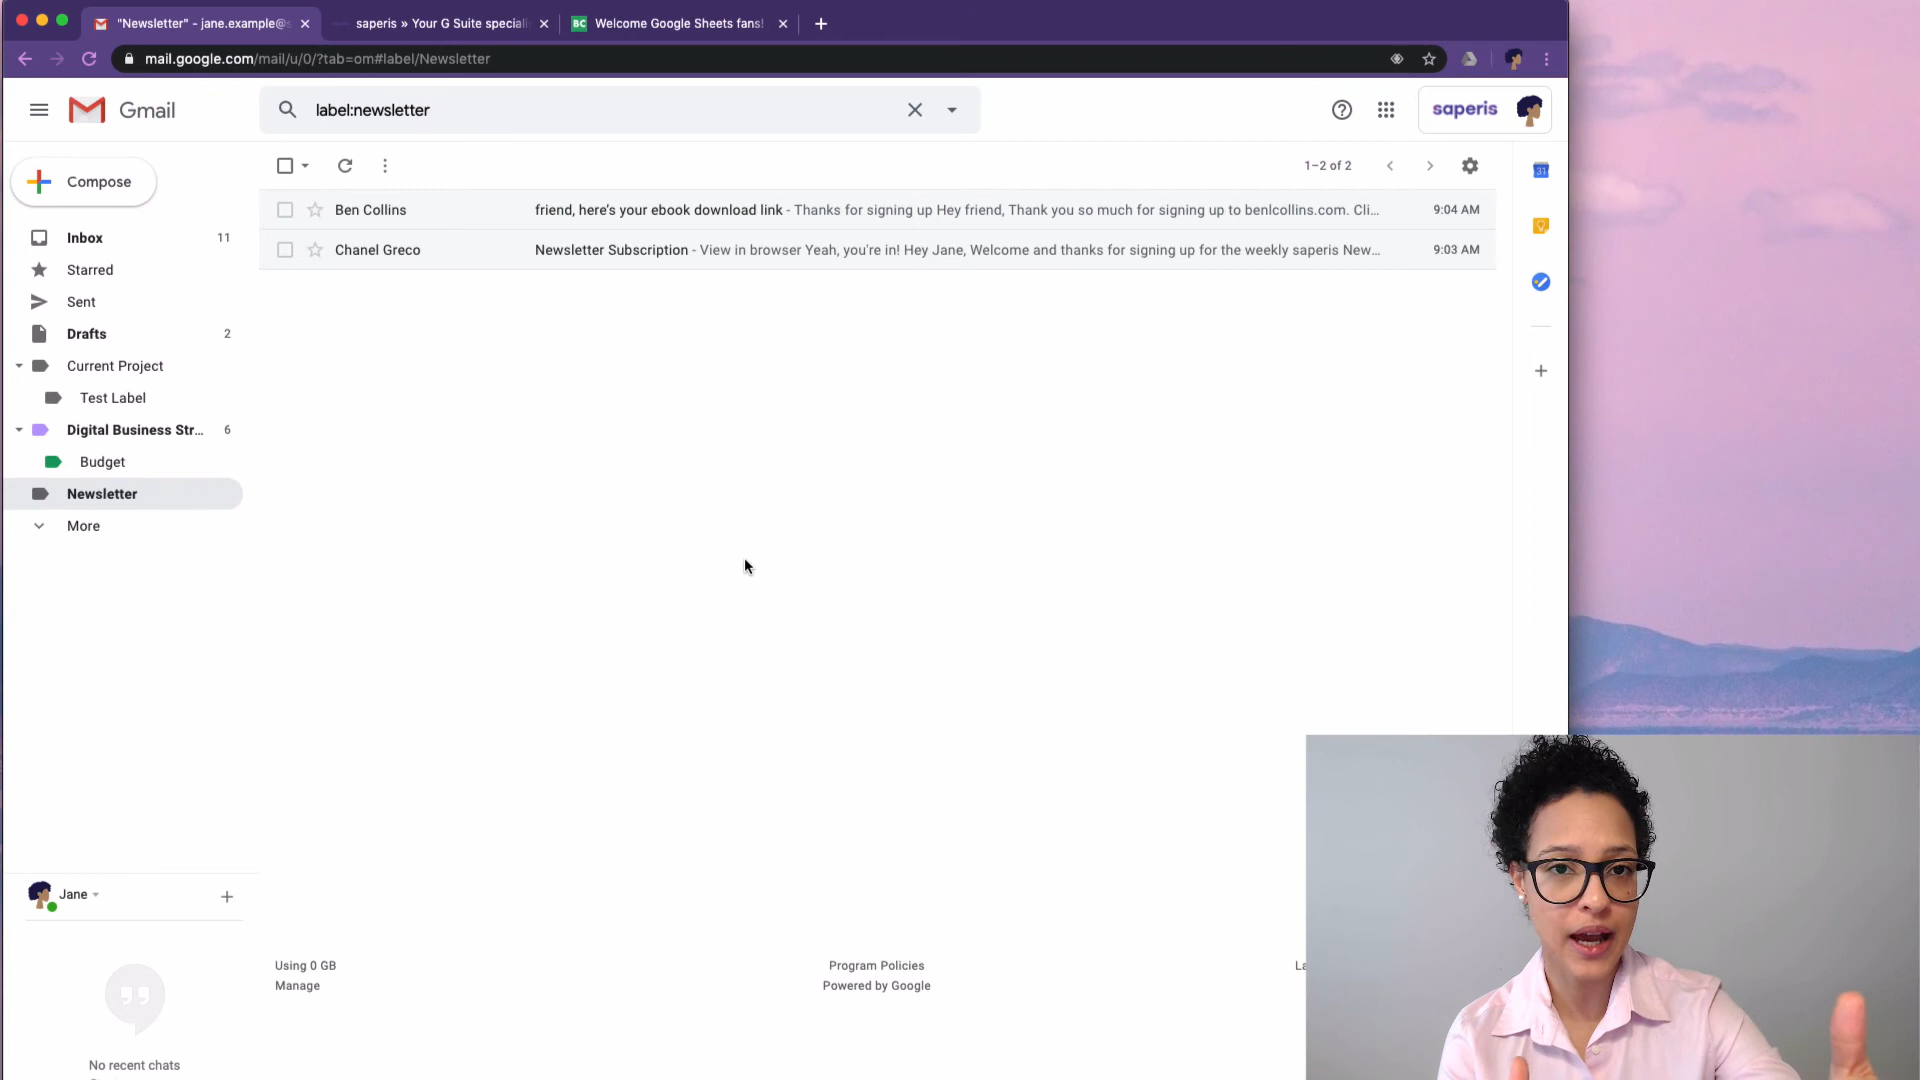 "Newsletter" - jane.example@s
saperis » Your G Suite speciali
BC
Welcome Google Sheets fans!
mail.google.com/mail/u/0/?tab=om#label/Newsletter
Gmail
label:newsletter
saperis
Compose
1–2 of 2
31
Ben Collins
friend, here's your ebook download link - Thanks for signing up Hey friend, Thank you so much for signing up to benlcollins.com. Cli...
9:04 AM
Chanel Greco
Newsletter Subscription - View in browser Yeah, you're in! Hey Jane, Welcome and thanks for signing up for the weekly saperis New...
9:03 AM
Inbox
11
Starred
Sent
Drafts
2
Current Project
Test Label
Digital Business Str...
6
Budget
Newsletter
More
Jane
Using 0 GB
Manage
Program Policies
Powered by Google
La
No recent chats